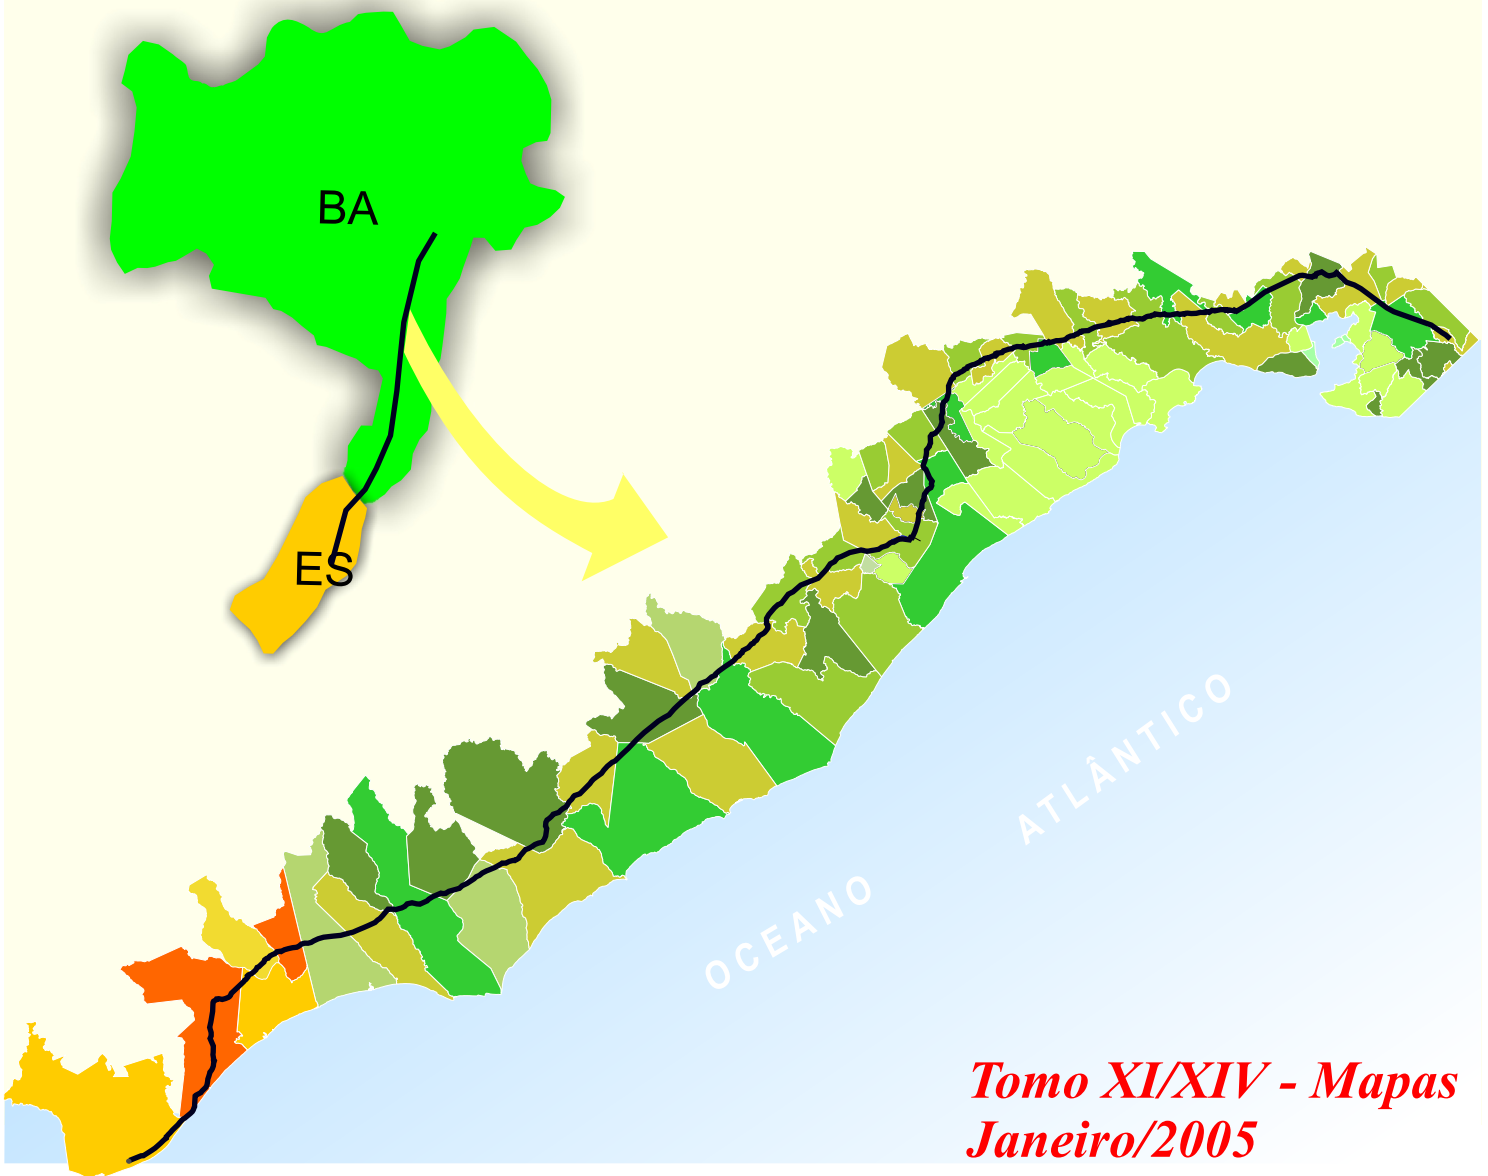 BA
ES
OCEANO ATLÂNTICO
Tomo XI/XIV - Mapas
Janeiro/2005